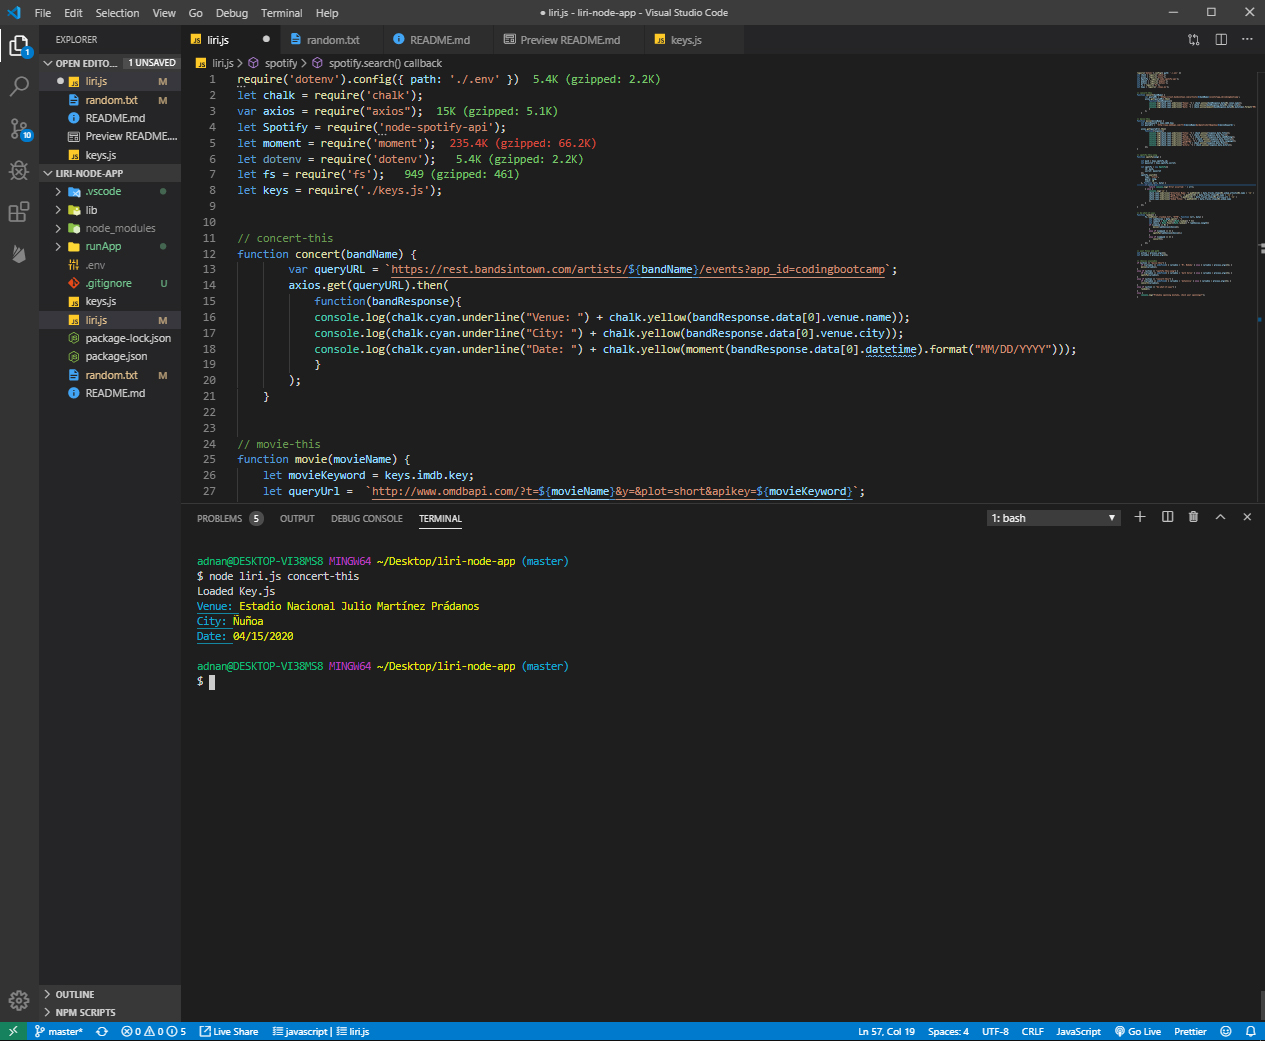 File Edit Selection View Go Debug Terminal Help
● liri.js - liri-node-app - Visual Studio Code
EXPLORER
OPEN EDITO... 1 UNSAVED
liri.js M
random.txt M
README.md
Preview README....
keys.js
LIRI-NODE-APP
.vscode
lib
node_modules
runApp
.env
.gitignore U
keys.js
liri.js M
package-lock.json
package.json
random.txt M
README.md
OUTLINE
NPM SCRIPTS
1
10
liri.js random.txt README.md Preview README.md keys.js
liri.js > spotify > spotify.search() callback
1 require('dotenv').config({ path: './.env' }) 5.4K (gzipped: 2.2K)
2 let chalk = require('chalk');
3 var axios = require("axios"); 15K (gzipped: 5.1K)
4 let Spotify = require('node-spotify-api');
5 let moment = require('moment'); 235.4K (gzipped: 66.2K)
6 let dotenv = require('dotenv'); 5.4K (gzipped: 2.2K)
7 let fs = require('fs'); 949 (gzipped: 461)
8 let keys = require('./keys.js');
9
10
11 // concert-this
12 function concert(bandName) {
13 var queryURL = `https://rest.bandsintown.com/artists/${bandName}/events?app_id=codingbootcamp`;
14 axios.get(queryURL).then(
15 function(bandResponse){
16 console.log(chalk.cyan.underline("Venue: ") + chalk.yellow(bandResponse.data[0].venue.name));
17 console.log(chalk.cyan.underline("City: ") + chalk.yellow(bandResponse.data[0].venue.city));
18 console.log(chalk.cyan.underline("Date: ") + chalk.yellow(moment(bandResponse.data[0].datetime).format("MM/DD/YYYY")));
19 }
20 );
21 }
22
23
24 // movie-this
25 function movie(movieName) {
26 let movieKeyword = keys.imdb.key;
27 let queryUrl = `http://www.omdbapi.com/?t=${movieName}&y=&plot=short&apikey=${movieKeyword}`;
PROBLEMS 5 OUTPUT DEBUG CONSOLE TERMINAL 1: bash
adnan@DESKTOP-VI38MS8 MINGW64 ~/Desktop/liri-node-app (master)
$ node liri.js concert-this
Loaded Key.js
Venue: Estadio Nacional Julio Martínez Prádanos
City: Ñuñoa
Date: 04/15/2020
adnan@DESKTOP-VI38MS8 MINGW64 ~/Desktop/liri-node-app (master)
$
master* 0 0 5 Live Share javascript | liri.js Ln 57, Col 19 Spaces: 4 UTF-8 CRLF JavaScript Go Live Prettier